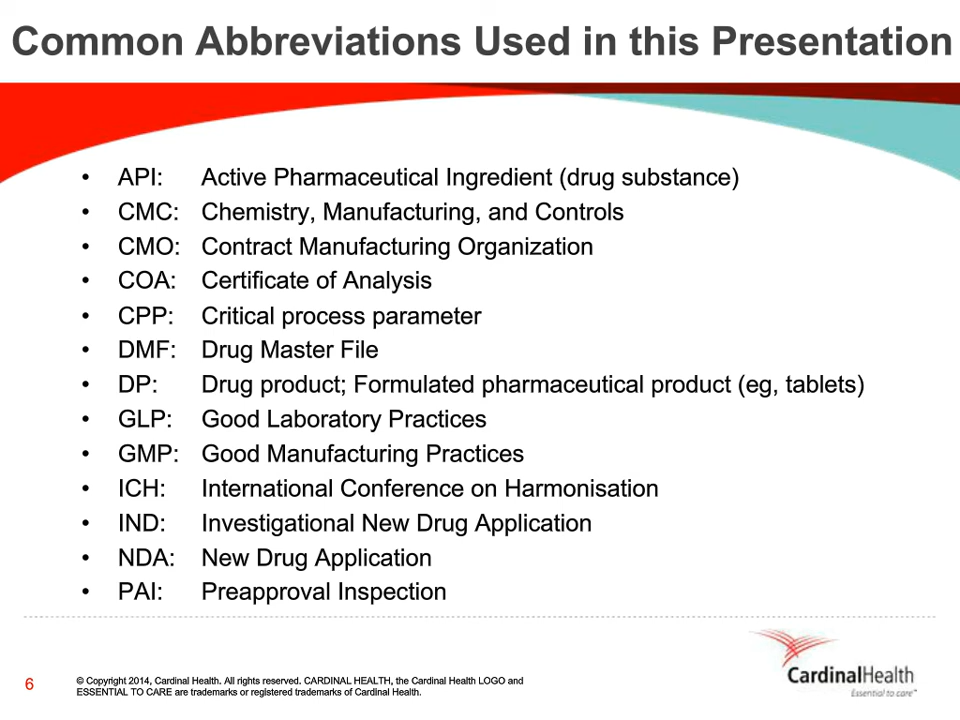 Common Abbreviations Used in this Presentation
• API: Active Pharmaceutical Ingredient (drug substance)
• CMC: Chemistry, Manufacturing, and Controls
• CMO: Contract Manufacturing Organization
• COA: Certificate of Analysis
• CPP: Critical process parameter
• DMF: Drug Master File
• DP: Drug product; Formulated pharmaceutical product (eg, tablets)
• GLP: Good Laboratory Practices
• GMP: Good Manufacturing Practices
• ICH: International Conference on Harmonisation
• IND: Investigational New Drug Application
• NDA: New Drug Application
• PAI: Preapproval Inspection
6
© Copyright 2014, Cardinal Health. All rights reserved. CARDINAL HEALTH, the Cardinal Health LOGO and
ESSENTIAL TO CARE are trademarks or registered trademarks of Cardinal Health.
CardinalHealth
Essential to care™